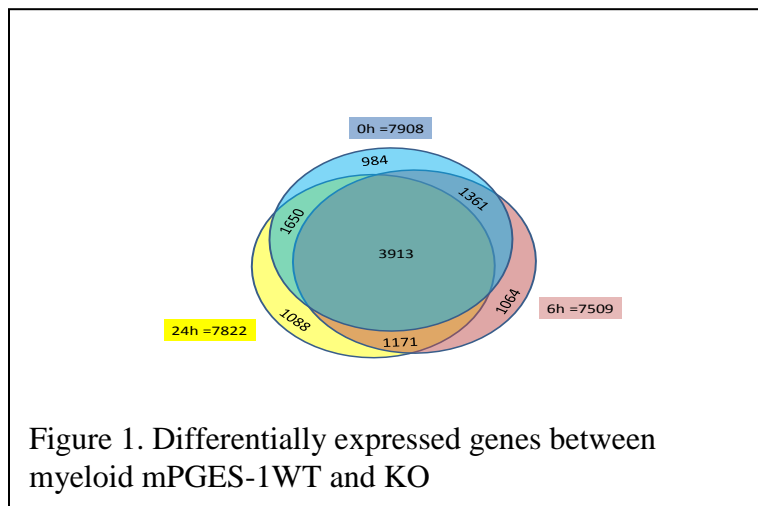 0h =7908
984
1361
1650
3913
1064
6h =7509
24h =7822
1088
1171
Figure 1. Differentially expressed genes between
myeloid mPGES-1WT and KO